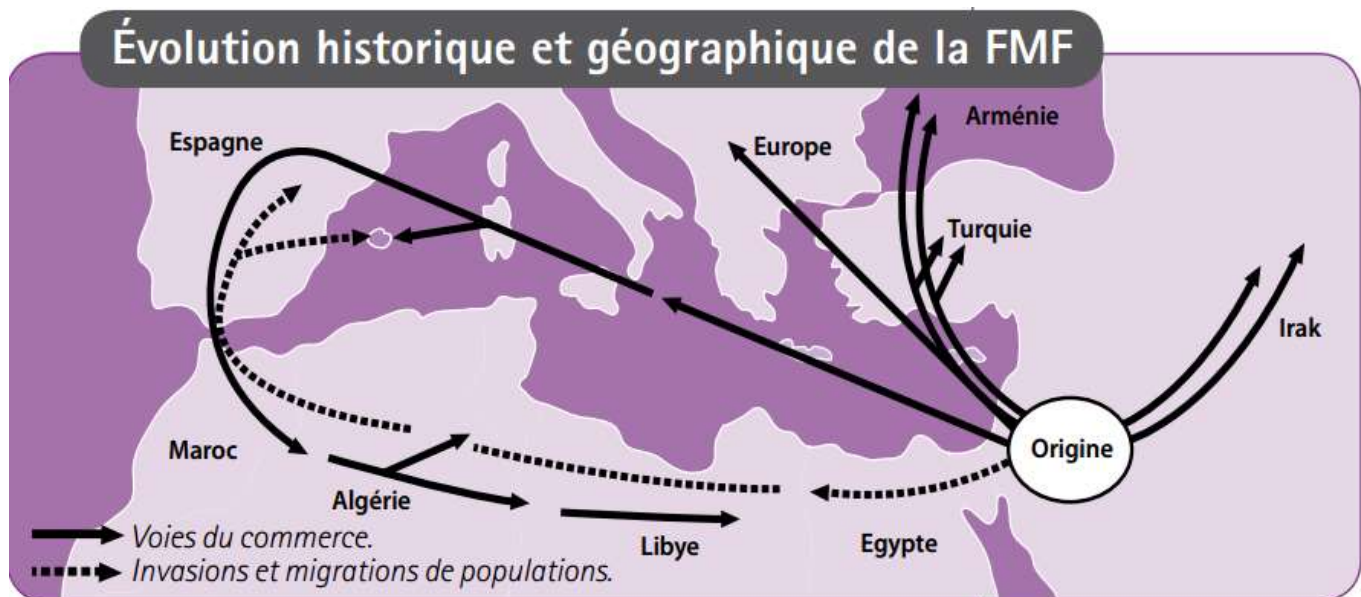 Évolution historique et géographique de la FMF
Arménie
Espagne
Europe
Turquie
Irak
Maroc
Origine
Algérie
Libye
Egypte
Voies du commerce.
Invasions et migrations de populations.